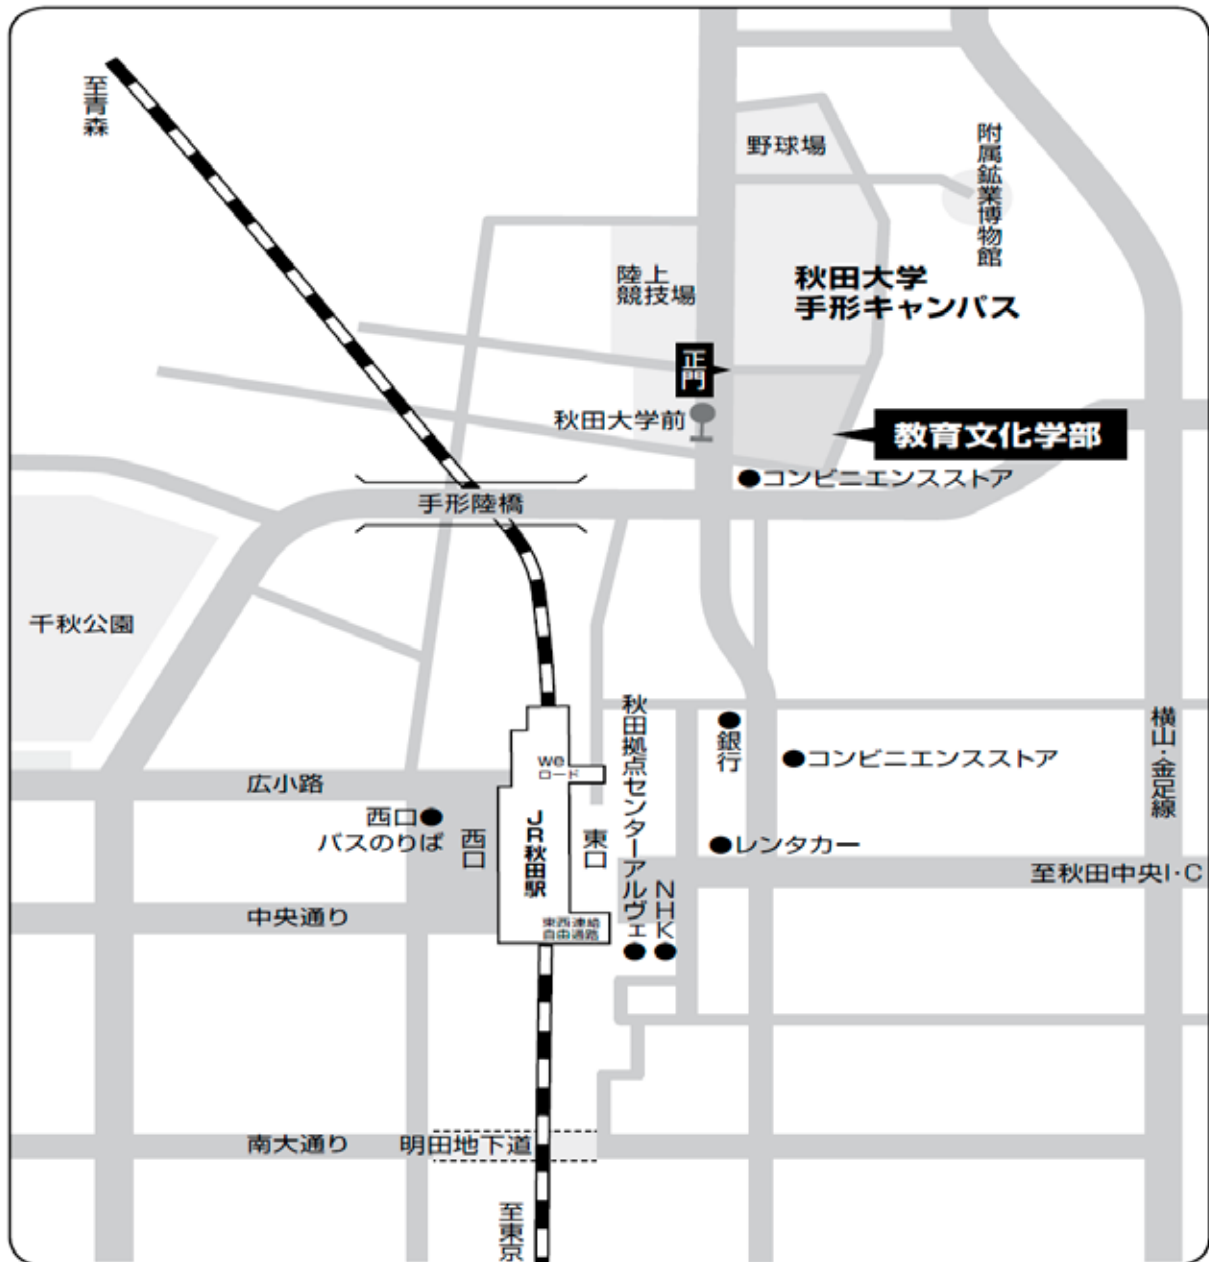 至青森
野球場
附属鉱業博物館
陸上
競技場
秋田大学
手形キャンパス
正門
秋田大学前
教育文化学部
●コンビニエンスストア
手形陸橋
千秋公園
秋田拠点センターアルヴェ●
●銀行
横山・金足線
we
ロード
●コンビニエンスストア
広小路
西口●
バスのりば
西口
JR秋田駅
東口
●レンタカー
至秋田中央I・C
NHK●
中央通り
東西連絡
自由通路
南大通り
明田地下道
至東京